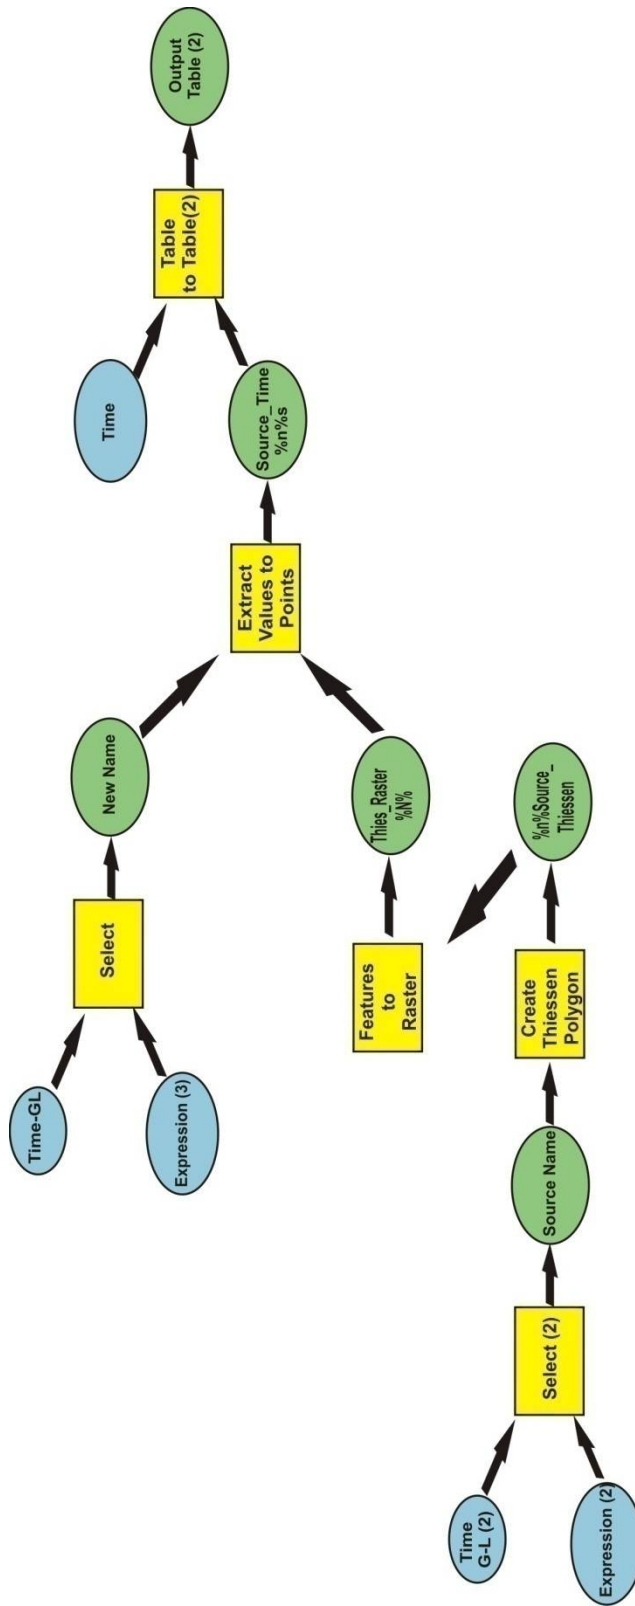 Time-GL
Expression (3)
Select
New Name
Time
Table
to Table(2)
Output
Table (2)
Extract
Values to
Points
Source_Time
%n%s
Features
to
Raster
Thies_Raster
%N%
Time
G-L (2)
Expression (2)
Select (2)
Source Name
Create
Thiessen
Polygon
%n%Source_
Thiessen